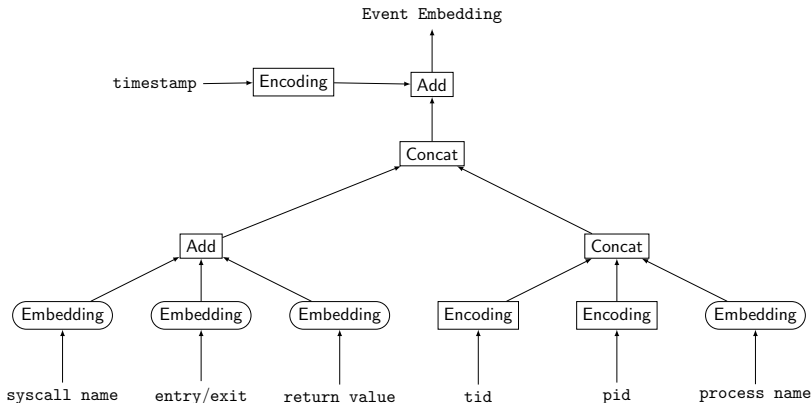 Event Embedding
timestamp Encoding Add
Concat
Add Concat
Embedding Embedding Embedding Encoding Encoding Embedding
syscall name entry/exit return value tid pid process name